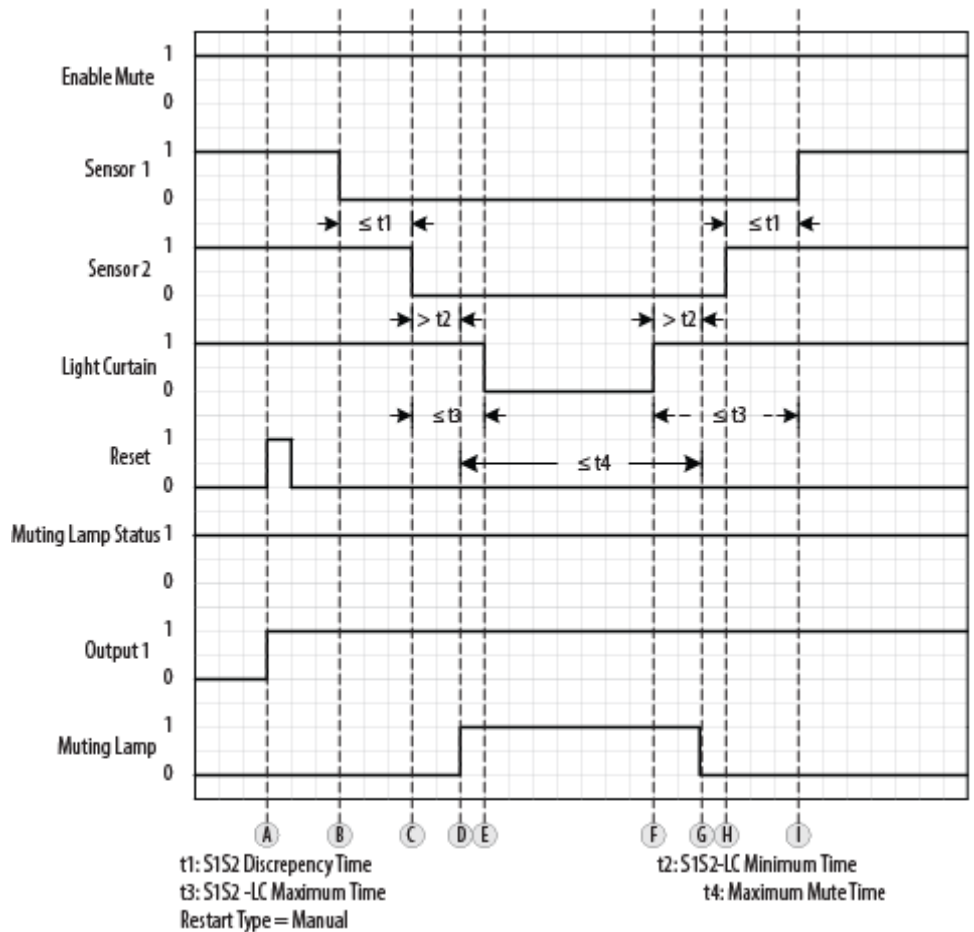 1
Enable Mute
0
1
Sensor 1
0
≤ t1
≤ t1
1
Sensor 2
0
> t2
> t2
1
Light Curtain
0
≤ t3
≤ t3
1
Reset
≤ t4
0
Muting Lamp Status 1
0
1
Output 1
0
1
Muting Lamp
0
A B C D E F G H I
t1: S1S2 Discrepency Time
t2: S1S2-LC Minimum Time
t3: S1S2 -LC Maximum Time
t4: Maximum Mute Time
Restart Type = Manual